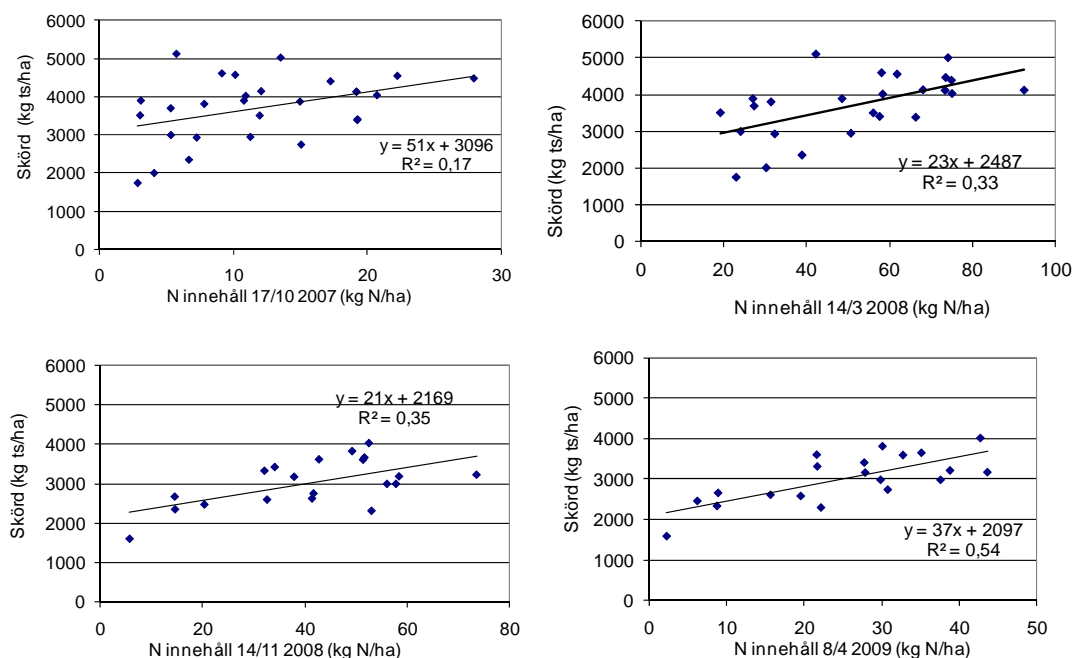 6000
5000
4000
3000
2000
1000
0
Skörd (kg ts/ha)
y = 51x + 3096
R² = 0,17
0 10 20 30
N innehåll 17/10 2007 (kg N/ha)
6000
5000
4000
3000
2000
1000
0
Skörd (kg ts/ha)
y = 23x + 2487
R² = 0,33
0 20 40 60 80 100
N innehåll 14/3 2008 (kg N/ha)
6000
5000
4000
3000
2000
1000
0
Skörd (kg ts/ha)
y = 21x + 2169
R² = 0,35
0 20 40 60 80
N innehåll 14/11 2008 (kg N/ha)
6000
5000
4000
3000
2000
1000
0
Skörd (kg ts/ha)
y = 37x + 2097
R² = 0,54
0 10 20 30 40 50
N innehåll 8/4 2009 (kg N/ha)